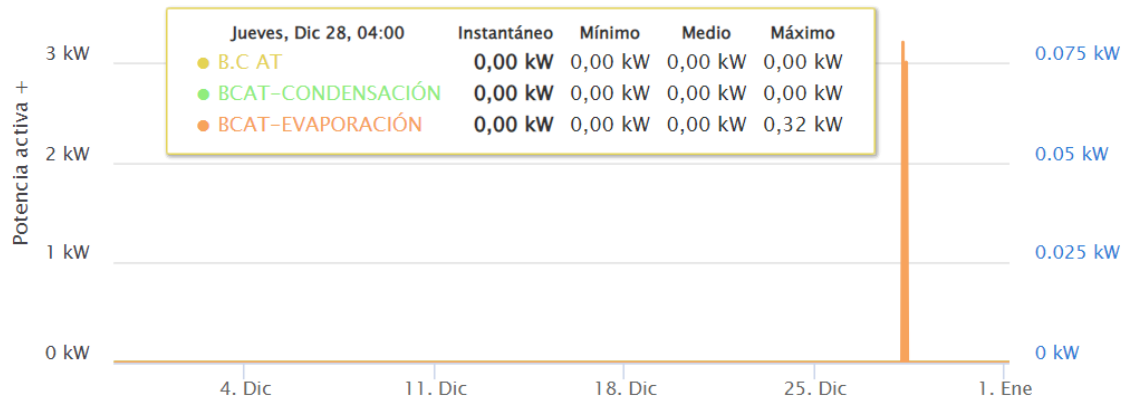 Jueves, Dic 28, 04:00 Instantáneo Mínimo Medio Máximo
B.C AT 0,00 kW 0,00 kW 0,00 kW 0,00 kW
BCAT-CONDENSACIÓN 0,00 kW 0,00 kW 0,00 kW 0,00 kW
BCAT-EVAPORACIÓN 0,00 kW 0,00 kW 0,00 kW 0,32 kW
Potencia activa +
3 kW
2 kW
1 kW
0 kW
0.075 kW
0.05 kW
0.025 kW
0 kW
4. Dic 11. Dic 18. Dic 25. Dic 1. Ene